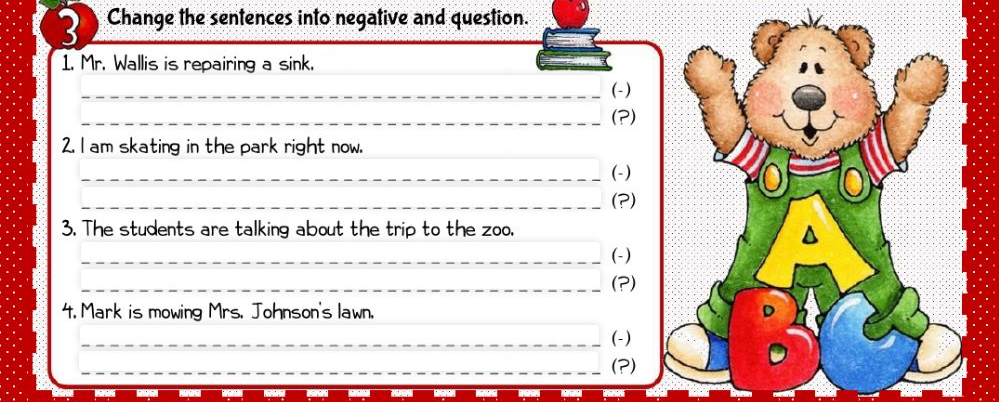 3 Change the sentences into negative and question.
1. Mr. Wallis is repairing a sink.
(-)
(?)
2. I am skating in the park right now.
(-)
(?)
3. The students are talking about the trip to the zoo.
(-)
(?)
4. Mark is mowing Mrs. Johnson's lawn.
(-)
(?)
A
B C